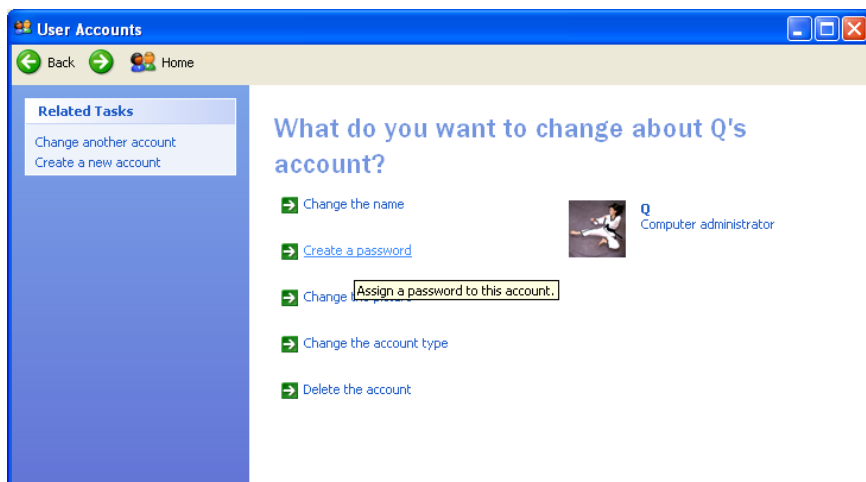 User Accounts
Back Home
Related Tasks
Change another account
Create a new account
What do you want to change about Q's
account?
Change the name
Q
Computer administrator
Create a password
Assign a password to this account.
Change
Change the account type
Delete the account